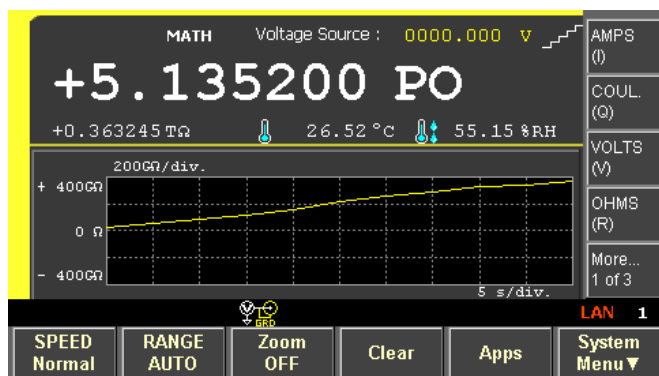 MATH Voltage Source : 0000.000 V
+5.135200 PO
+0.363245 TΩ 26.52 °C 55.15 %RH
200GΩ/div.
+ 400GΩ
0 Ω
- 400GΩ
5 s/div.
AMPS
(I)
COUL.
(Q)
VOLTS
(V)
OHMS
(R)
More...
1 of 3
GRD
LAN 1
SPEED
Normal
RANGE
AUTO
Zoom
OFF
Clear
Apps
System
Menu▼